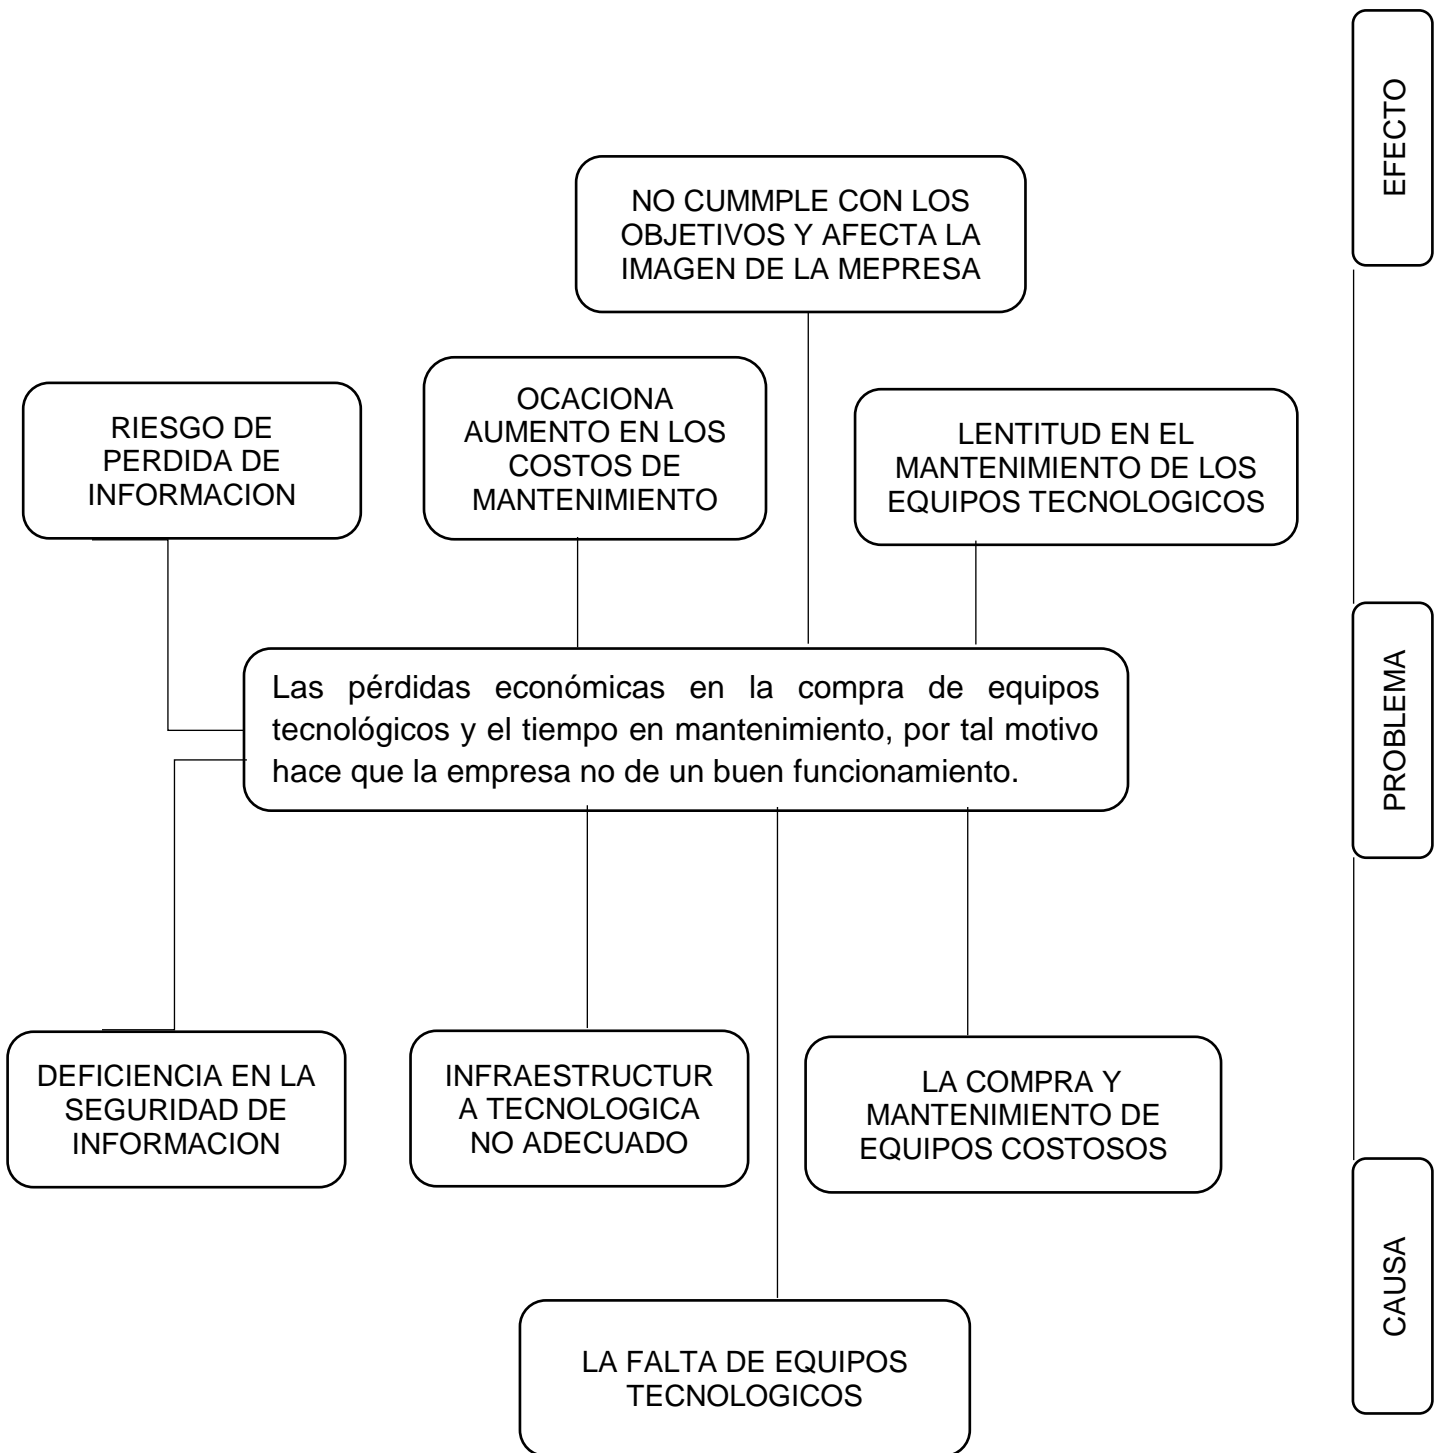 EFECTO
NO CUMMPLE CON LOS
OBJETIVOS Y AFECTA LA
IMAGEN DE LA MEPRESA
RIESGO DE
PERDIDA DE
INFORMACION
OCACIONA
AUMENTO EN LOS
COSTOS DE
MANTENIMIENTO
LENTITUD EN EL
MANTENIMIENTO DE LOS
EQUIPOS TECNOLOGICOS
PROBLEMA
Las pérdidas económicas en la compra de equipos
tecnológicos y el tiempo en mantenimiento, por tal motivo
hace que la empresa no de un buen funcionamiento.
DEFICIENCIA EN LA
SEGURIDAD DE
INFORMACION
INFRAESTRUCTUR
A TECNOLOGICA
NO ADECUADO
LA COMPRA Y
MANTENIMIENTO DE
EQUIPOS COSTOSOS
CAUSA
LA FALTA DE EQUIPOS
TECNOLOGICOS